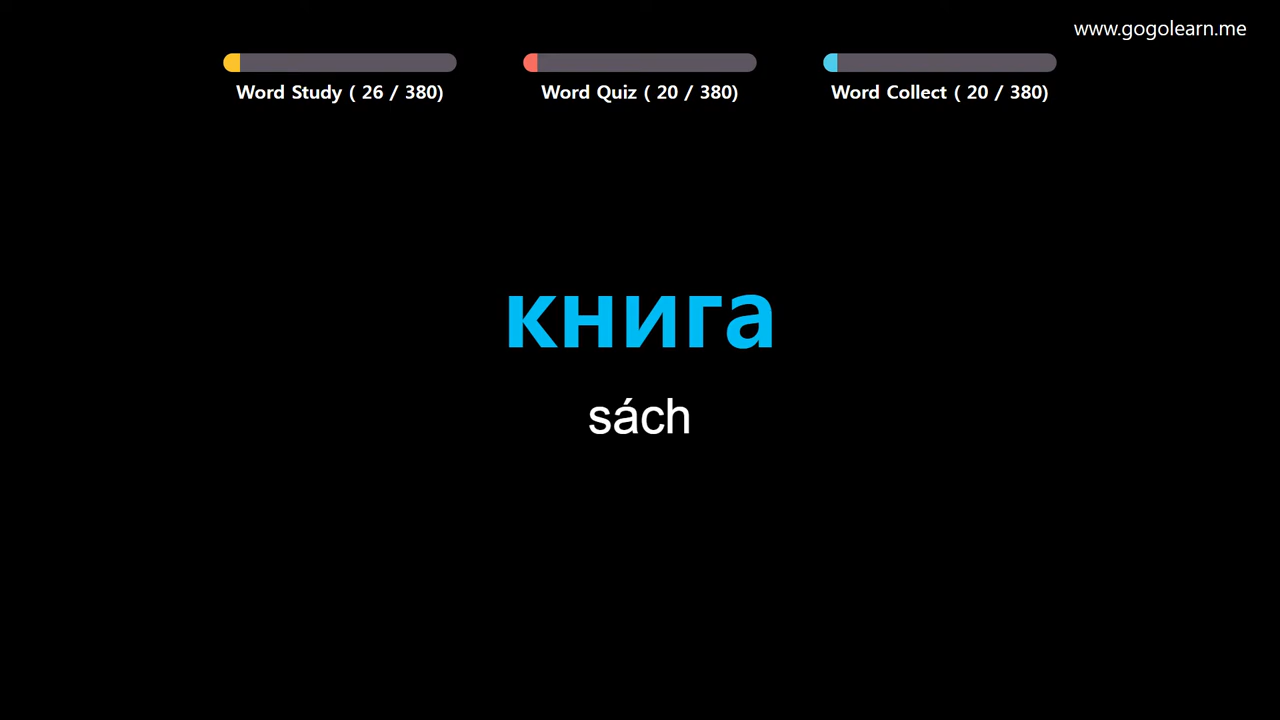 www.gogolearn.me
Word Study ( 26 / 380)
Word Quiz ( 20 / 380)
Word Collect ( 20 / 380)
книга
sách